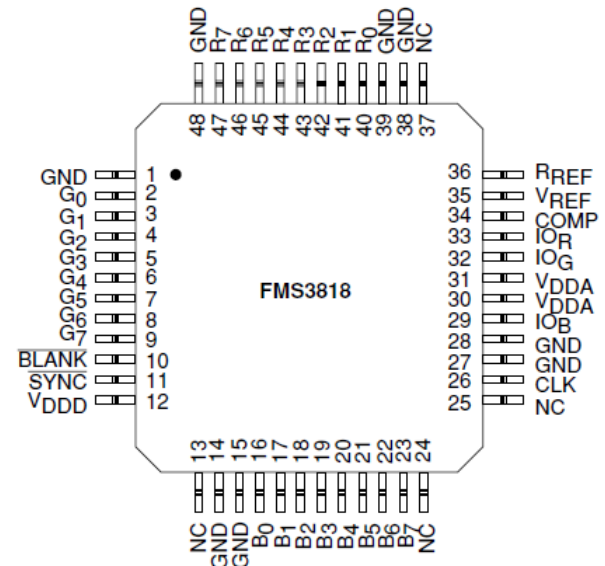 GND R7 R6 R5 R4 R3 R2 R1 R0 GND GND NC
48 47 46 45 44 43 42 41 40 39 38 37
GND 1 36 RREF
G0 2 35 VREF
G1 3 34 COMP
G2 4 33 IOR
G3 5 32 IOG
G4 6 31 VDDA
G5 7 30 VDDA
G6 8 29 IOB
G7 9 28 GND
BLANK 10 27 GND
SYNC 11 26 CLK
VDDD 12 25 NC
FMS3818
13 14 15 16 17 18 19 20 21 22 23 24
NC GND GND B0 B1 B2 B3 B4 B5 B6 B7 NC